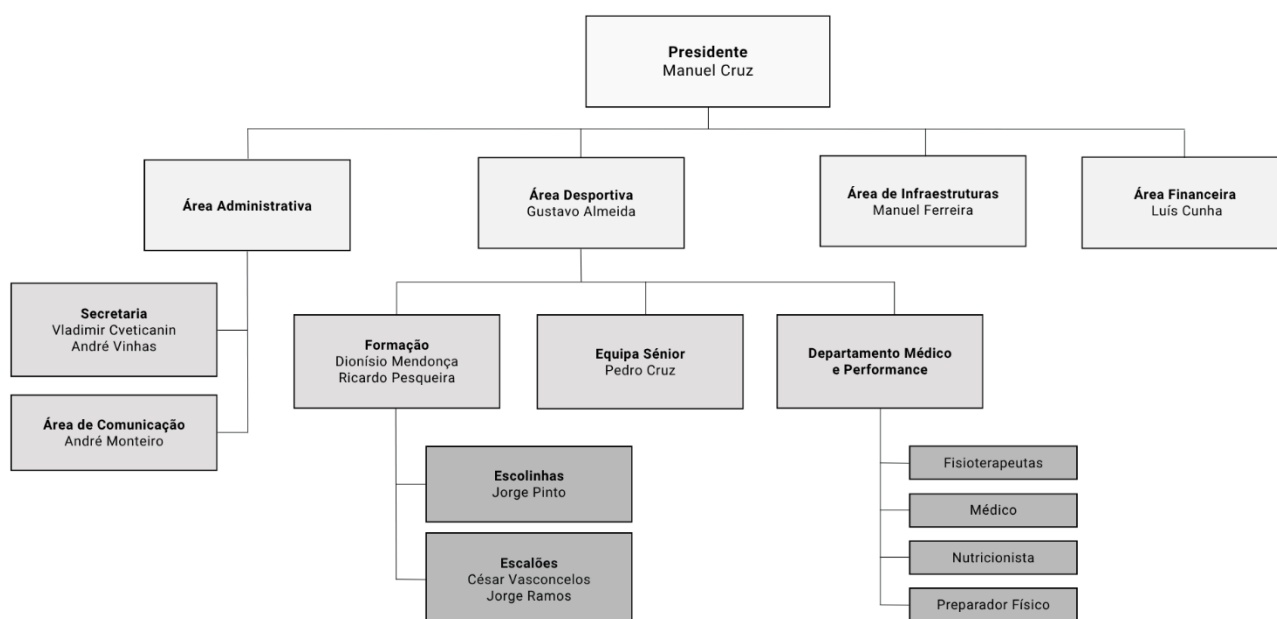 Presidente
Manuel Cruz
Área Administrativa
Área Desportiva
Gustavo Almeida
Área de Infraestruturas
Manuel Ferreira
Área Financeira
Luís Cunha
Secretaria
Vladimir Cveticanin
André Vinhas
Área de Comunicação
André Monteiro
Formação
Dionísio Mendonça
Ricardo Pesqueira
Equipa Sénior
Pedro Cruz
Departamento Médico
e Performance
Escolinhas
Jorge Pinto
Escalões
César Vasconcelos
Jorge Ramos
Fisioterapeutas
Médico
Nutricionista
Preparador Físico